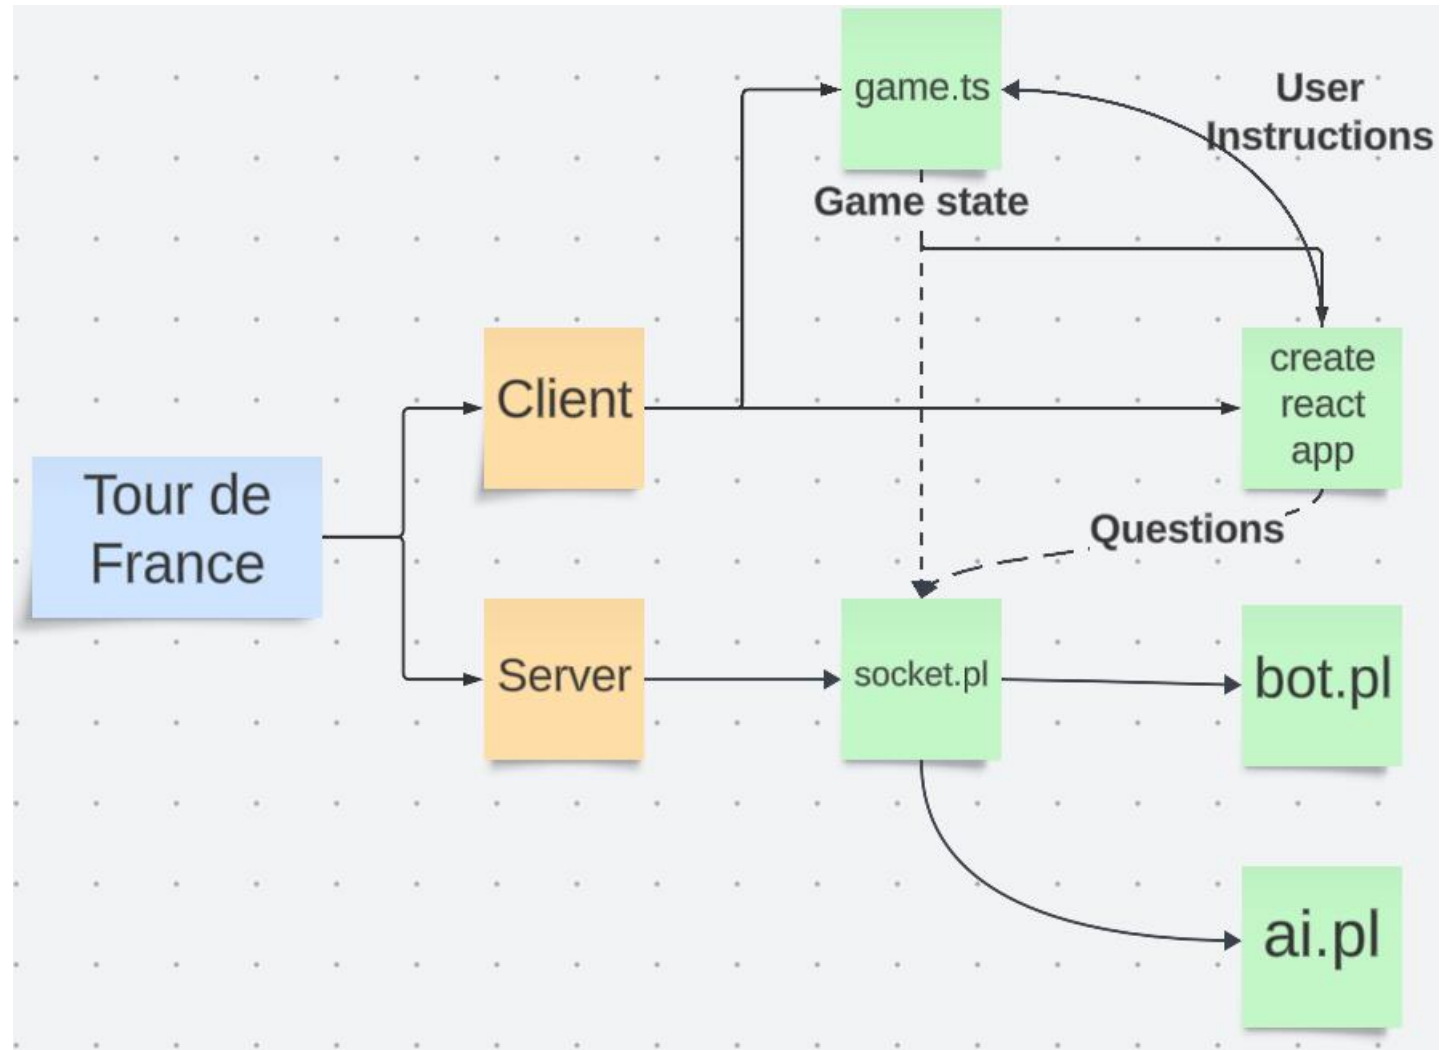 game.ts
User
Instructions
Game state
Client
create
react
app
Tour de
France
Questions
Server
socket.pl
bot.pl
ai.pl